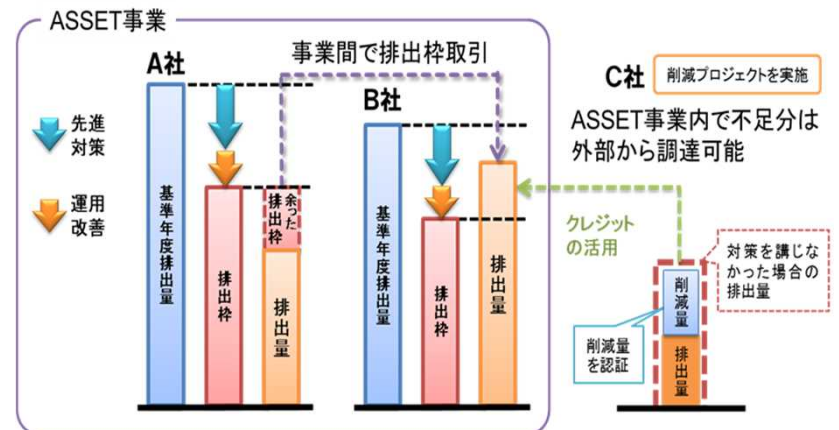 ASSET事業
A社
事業間で排出枠取引
B社
C社
削減プロジェクトを実施
ASSET事業内で不足分は
外部から調達可能
先進
対策
運用
改善
基準年度排出量
排出枠
余った
排出枠
排出量
基準年度排出量
排出枠
排出量
クレジット
の活用
対策を講じな
かった場合の
排出量
削減量
排出量
削減量
を認証